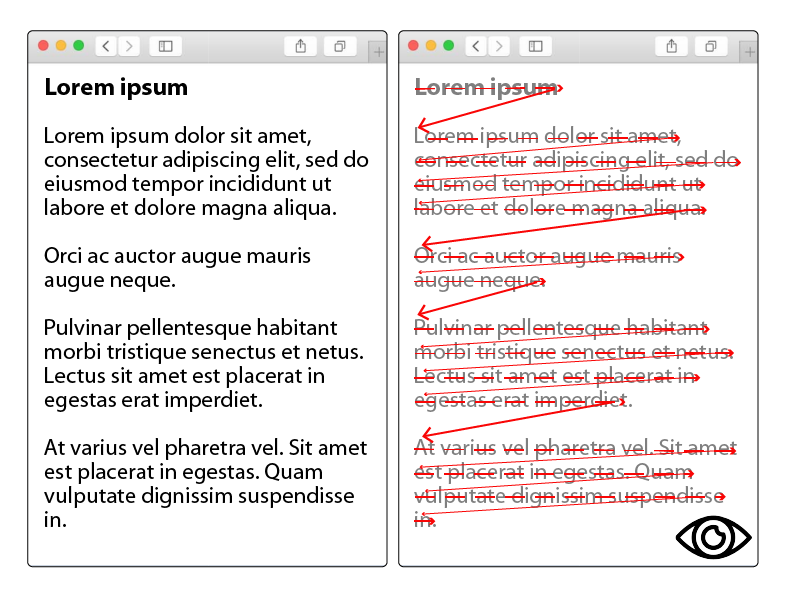 Lorem ipsum
Lorem ipsum dolor sit amet,
consectetur adipiscing elit, sed do
eiusmod tempor incididunt ut
labore et dolore magna aliqua.
Orci ac auctor augue mauris
augue neque.
Pulvinar pellentesque habitant
morbi tristique senectus et netus.
Lectus sit amet est placerat in
egestas erat imperdiet.
At varius vel pharetra vel. Sit amet
est placerat in egestas. Quam
vulputate dignissim suspendisse
in.
Lorem ipsum
Lorem ipsum dolor sit amet,
consectetur adipiscing elit, sed do
eiusmod tempor incididunt ut
labore et dolore magna aliqua.
Orci ac auctor augue mauris
augue neque.
Pulvinar pellentesque habitant
morbi tristique senectus et netus.
Lectus sit amet est placerat in
egestas erat imperdiet.
At varius vel pharetra vel. Sit amet
est placerat in egestas. Quam
vulputate dignissim suspendisse
in.